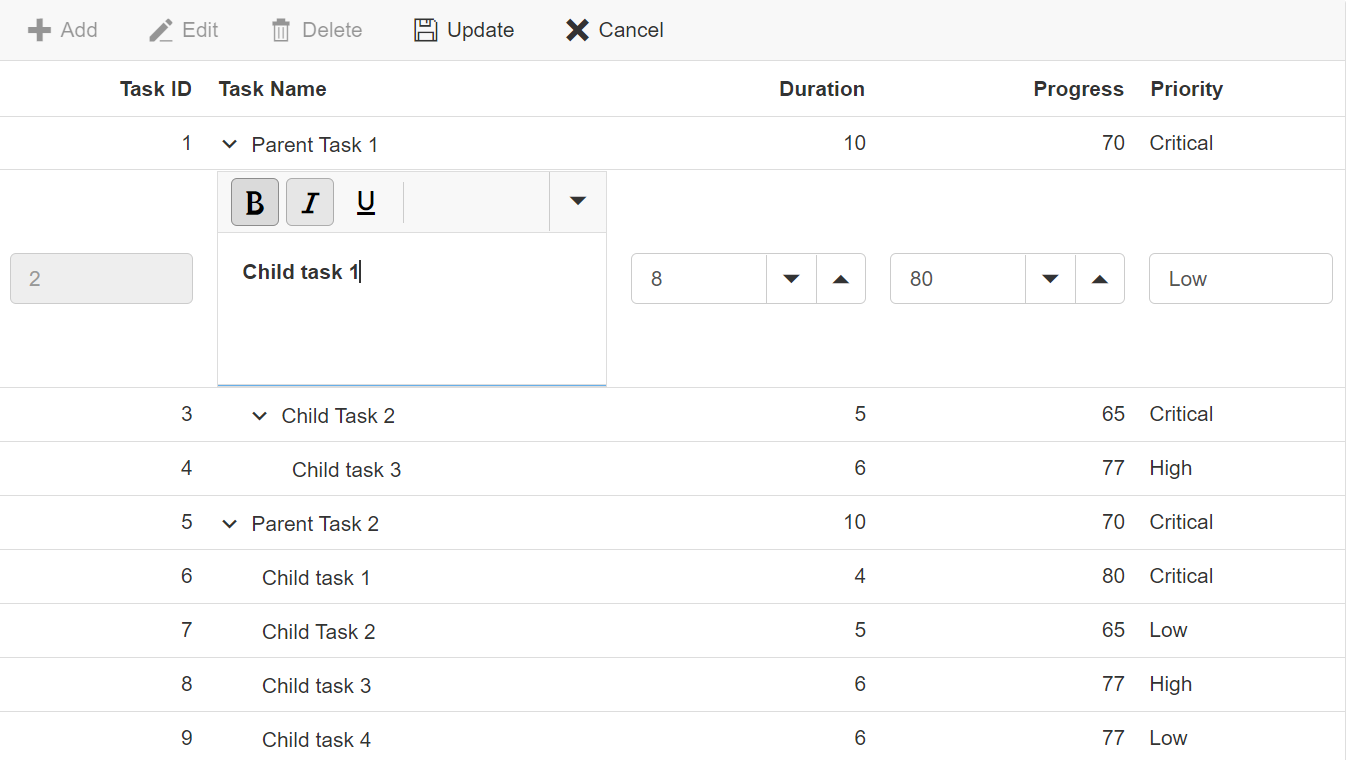 Add Edit Delete Update Cancel
Task ID Task Name Duration Progress Priority
1 Parent Task 1 10 70 Critical
B I U
Child task 1
2 8 80 Low
3 Child Task 2 5 65 Critical
4 Child task 3 6 77 High
5 Parent Task 2 10 70 Critical
6 Child task 1 4 80 Critical
7 Child Task 2 5 65 Low
8 Child task 3 6 77 High
9 Child task 4 6 77 Low